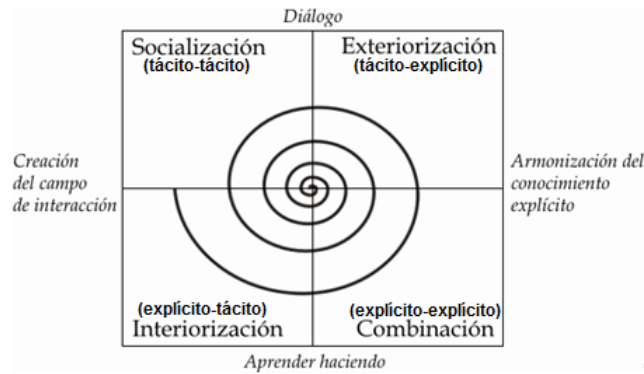 Diálogo
Socialización
(tácito-tácito)
Exteriorización
(tácito-explícito)
Creación
del campo
de interacción
Armonización del
conocimiento
explícito
(explícito-tácito)
Interiorización
(explícito-explícito)
Combinación
Aprender haciendo